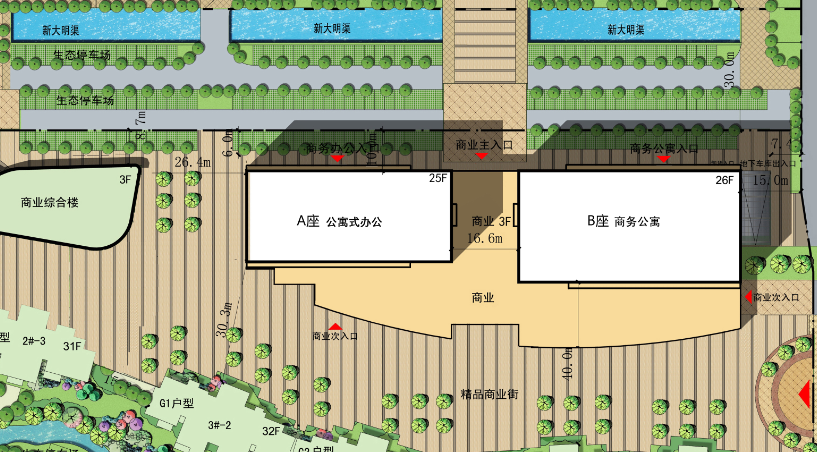 新大明渠
新大明渠
新大明渠
生态停车场
30.0m
生态停车场
8.7m
6.0m
商务办公入口
商业主入口
商务公寓入口
7.4
26.4m
地下车库出入口
3F
25F
26F
15.0m
商业综合楼
A座 公寓式办公
商业 3F
B座 商务公寓
16.6m
商业
商业次入口
30.3m
商业次入口
型
2#-3
31F
40.0m
精品商业街
G1户型
3#-2
32F